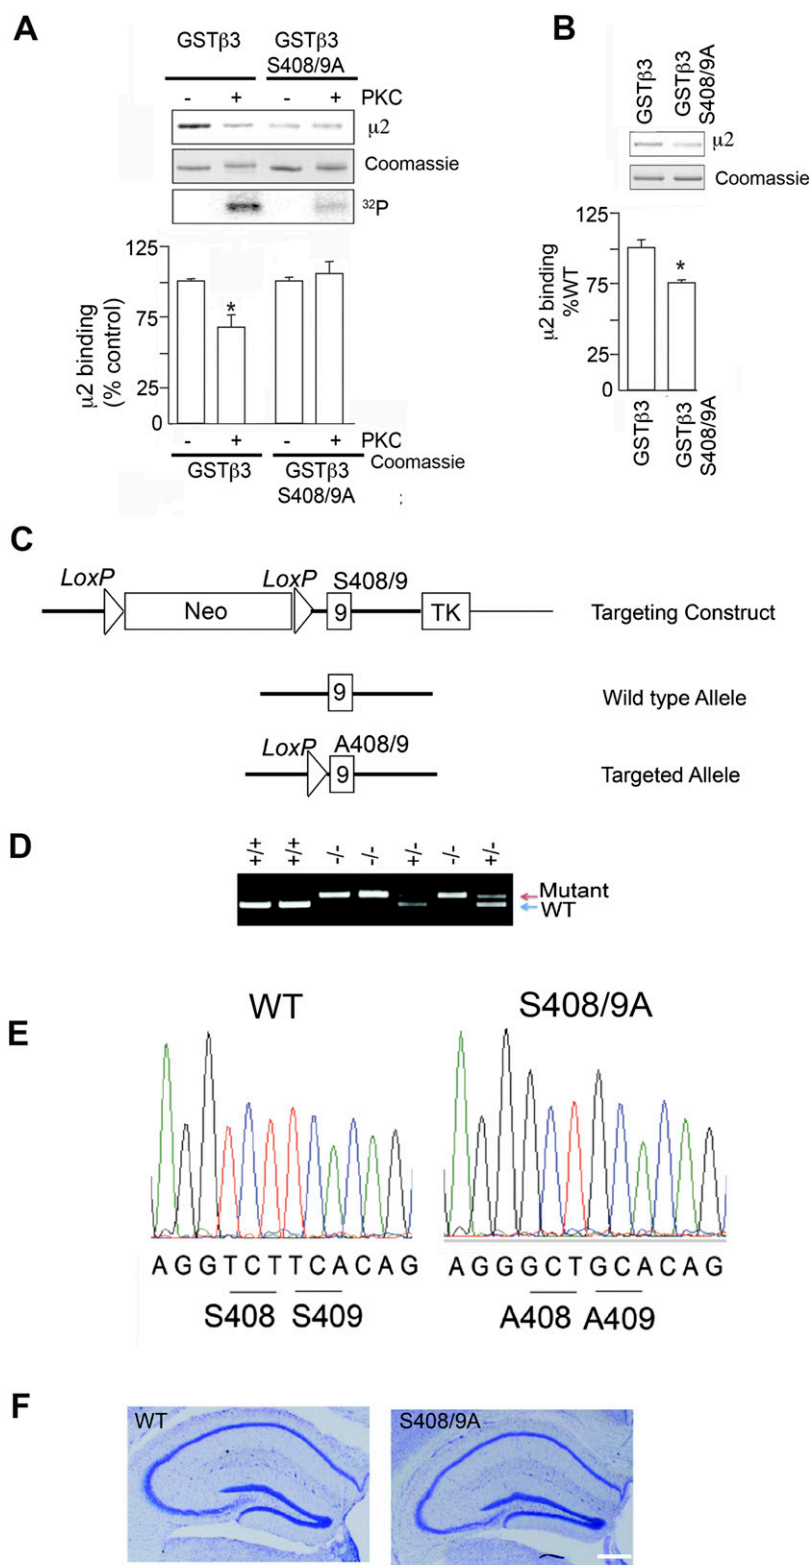 A
GSTβ3 GSTβ3
S408/9A
- + - + PKC
μ2
Coomassie
32P
125
75
25
0
μ2 binding
(% control)
*
- + - + PKC
GSTβ3 GSTβ3 Coomassie
S408/9A
;
B
GSTβ3
GSTβ3
S408/9A
μ2
Coomassie
125
75
25
0
μ2 binding
%WT
*
GSTβ3
GSTβ3
S408/9A
C
LoxP LoxP S408/9
Neo 9 TK Targeting Construct
9 Wild type Allele
LoxP A408/9
9 Targeted Allele
D
+/+ +/+ -/- -/- +/- -/- +/-
Mutant
WT
E
WT S408/9A
A G G T C T T C A C A G A G G G C T G C A C A G
S408 S409 A408 A409
F
WT S408/9A